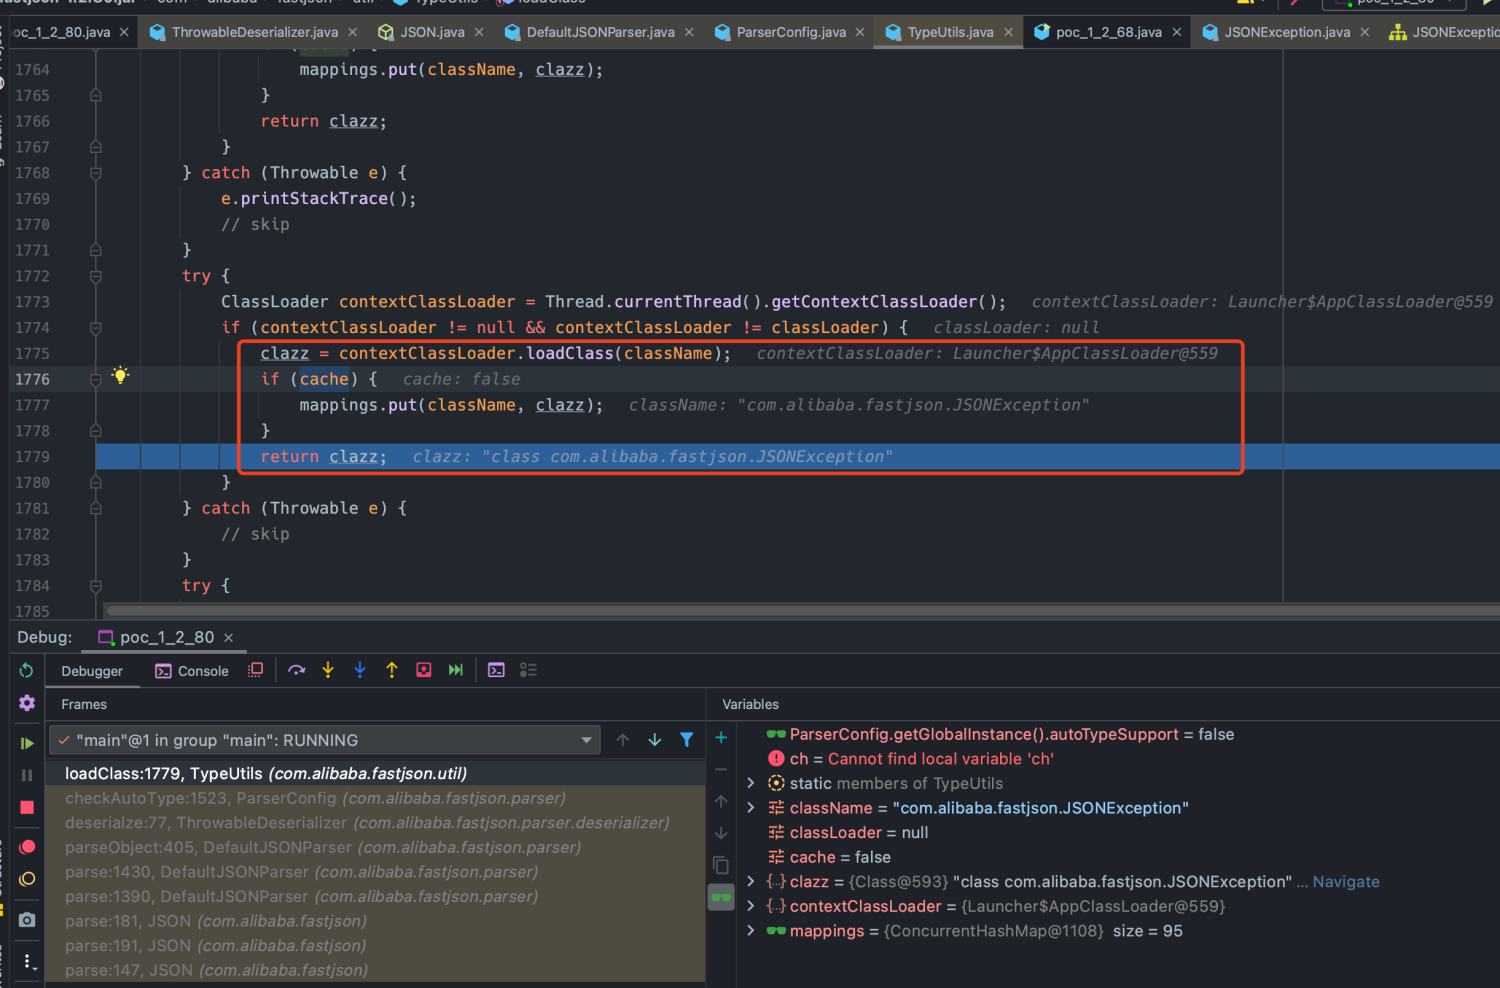 TypeUtils loadClass
oc_1_2_80.java × ThrowableDeserializer.java × JSON.java × DefaultJSONParser.java × ParserConfig.java × TypeUtils.java × poc_1_2_68.java × JSONException.java × JSONExceptio
1764 mappings.put(className, clazz);
1765 }
1766 return clazz;
1767 }
1768 } catch (Throwable e) {
1769 e.printStackTrace();
1770 // skip
1771 }
1772 try {
1773 ClassLoader contextClassLoader = Thread.currentThread().getContextClassLoader(); contextClassLoader: Launcher$AppClassLoader@559
1774 if (contextClassLoader != null && contextClassLoader != classLoader) { classLoader: null
1775 clazz = contextClassLoader.loadClass(className); contextClassLoader: Launcher$AppClassLoader@559
1776 if (cache) { cache: false
1777 mappings.put(className, clazz); className: "com.alibaba.fastjson.JSONException"
1778 }
1779 return clazz; clazz: "class com.alibaba.fastjson.JSONException"
1780 }
1781 } catch (Throwable e) {
1782 // skip
1783 }
1784 try {
1785
Debug: poc_1_2_80 ×
Debugger Console
Frames
"main"@1 in group "main": RUNNING
loadClass:1779, TypeUtils (com.alibaba.fastjson.util)
checkAutoType:1523, ParserConfig (com.alibaba.fastjson.parser)
deserialze:77, ThrowableDeserializer (com.alibaba.fastjson.parser.deserializer)
parseObject:405, DefaultJSONParser (com.alibaba.fastjson.parser)
parse:1430, DefaultJSONParser (com.alibaba.fastjson.parser)
parse:1390, DefaultJSONParser (com.alibaba.fastjson.parser)
parse:181, JSON (com.alibaba.fastjson)
parse:191, JSON (com.alibaba.fastjson)
parse:147, JSON (com.alibaba.fastjson)
Variables
ParserConfig.getGlobalInstance().autoTypeSupport = false
ch = Cannot find local variable 'ch'
static members of TypeUtils
className = "com.alibaba.fastjson.JSONException"
classLoader = null
cache = false
clazz = {Class@593} "class com.alibaba.fastjson.JSONException" ... Navigate
contextClassLoader = {Launcher$AppClassLoader@559}
mappings = {ConcurrentHashMap@1108} size = 95